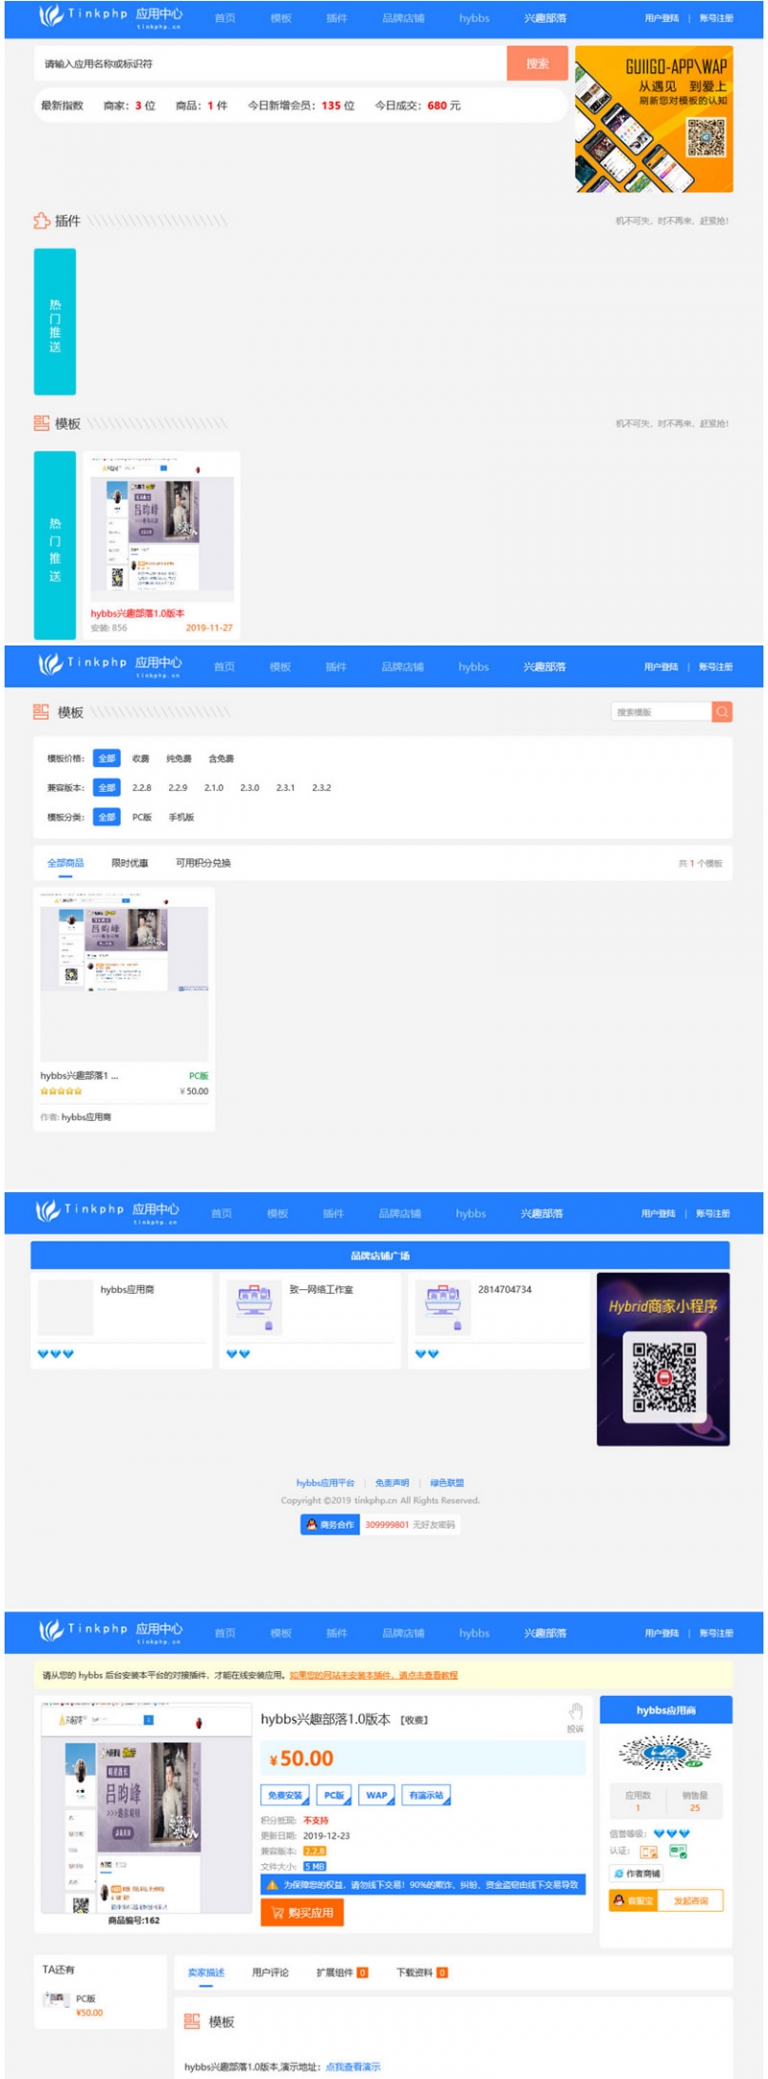 Tinkphp 应用中心
tinkphp.cn
首页 模板 插件 品牌店铺 hybbs 兴趣部落 用户登陆 | 账号注册
请输入应用名称或标识符 搜索
最新指数 商家：3 位 商品：1 件 今日新增会员：135 位 今日成交：680 元
GUIIGO-APP\WAP
从遇见 到爱上
刷新您对模板的认知
插件 机不可失，时不再来，赶紧抢！
热门推送
模板 机不可失，时不再来，赶紧抢！
热门推送
吕昀峰
hybbs兴趣部落1.0版本
安装: 856 2019-11-27
Tinkphp 应用中心
tinkphp.cn
首页 模板 插件 品牌店铺 hybbs 兴趣部落 用户登陆 | 账号注册
模板 搜索模版
模板价格： 全部 收费 纯免费 含免费
兼容版本： 全部 2.2.8 2.2.9 2.1.0 2.3.0 2.3.1 2.3.2
模板分类： 全部 PC版 手机版
全部商品 限时优惠 可用积分兑换 共 1 个模板
吕昀峰
hybbs兴趣部落1 ... PC版
¥ 50.00
作者: hybbs应用商
Tinkphp 应用中心
tinkphp.cn
首页 模板 插件 品牌店铺 hybbs 兴趣部落 用户登陆 | 账号注册
品牌店铺广场
hybbs应用商 致一网络工作室 2814704734
Hybrid商家小程序
hybbs应用平台 | 免责声明 | 绿色联盟
Copyright ©2019 tinkphp.cn All Rights Reserved.
商务合作 309999801 无好友密码
Tinkphp 应用中心
tinkphp.cn
首页 模板 插件 品牌店铺 hybbs 兴趣部落 用户登陆 | 账号注册
请从您的 hybbs 后台安装本平台的对接插件，才能在线安装应用。如果您的网站未安装本插件，请点击查看教程
吕昀峰
商品编号:162
hybbs兴趣部落1.0版本 【收费】
投诉
¥50.00
免费安装 PC版 WAP 有演示站
积分抵现: 不支持
更新日期: 2019-12-23
兼容版本: 2.2.8
文件大小: 5 MB
为保障您的权益，请勿线下交易！90%的欺诈、纠纷、资金盗窃由线下交易导致
购买应用
hybbs应用商
应用数 销售量
1 25
信誉等级:
认证:
作者商铺
客服宝 发起咨询
TA还有
PC版
¥50.00
卖家描述 用户评论 扩展组件 0 下载资料 0
模板
hybbs兴趣部落1.0版本,演示地址：点我查看演示